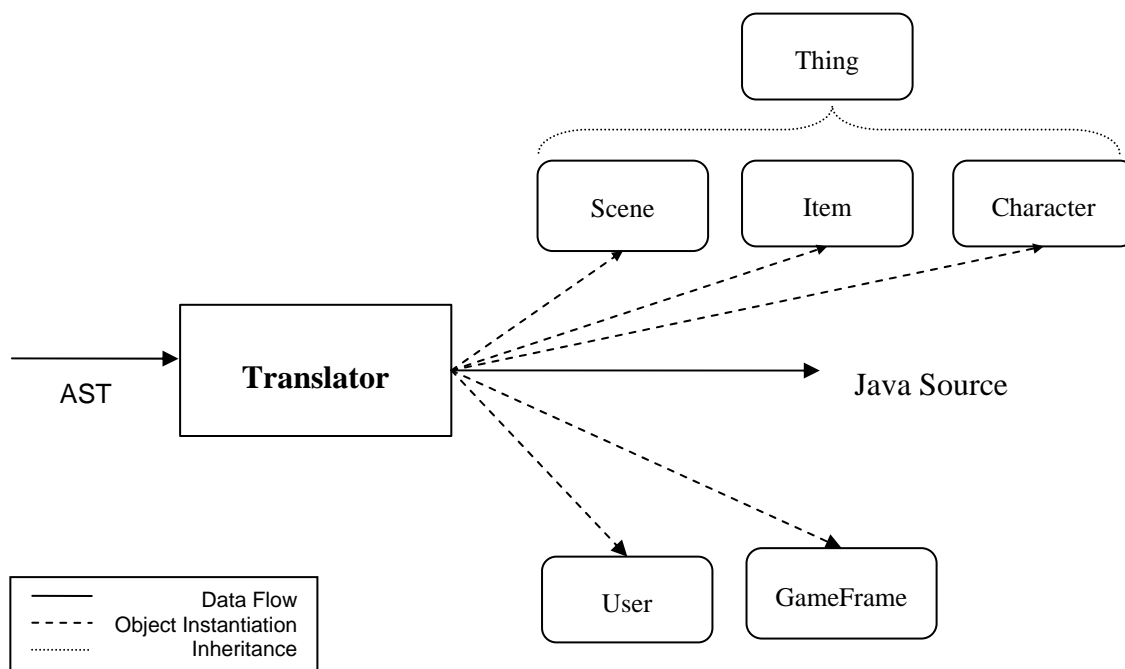 Thing
Scene
Item
Character
AST
Translator
Java Source
User
GameFrame
Data Flow
Object Instantiation
Inheritance